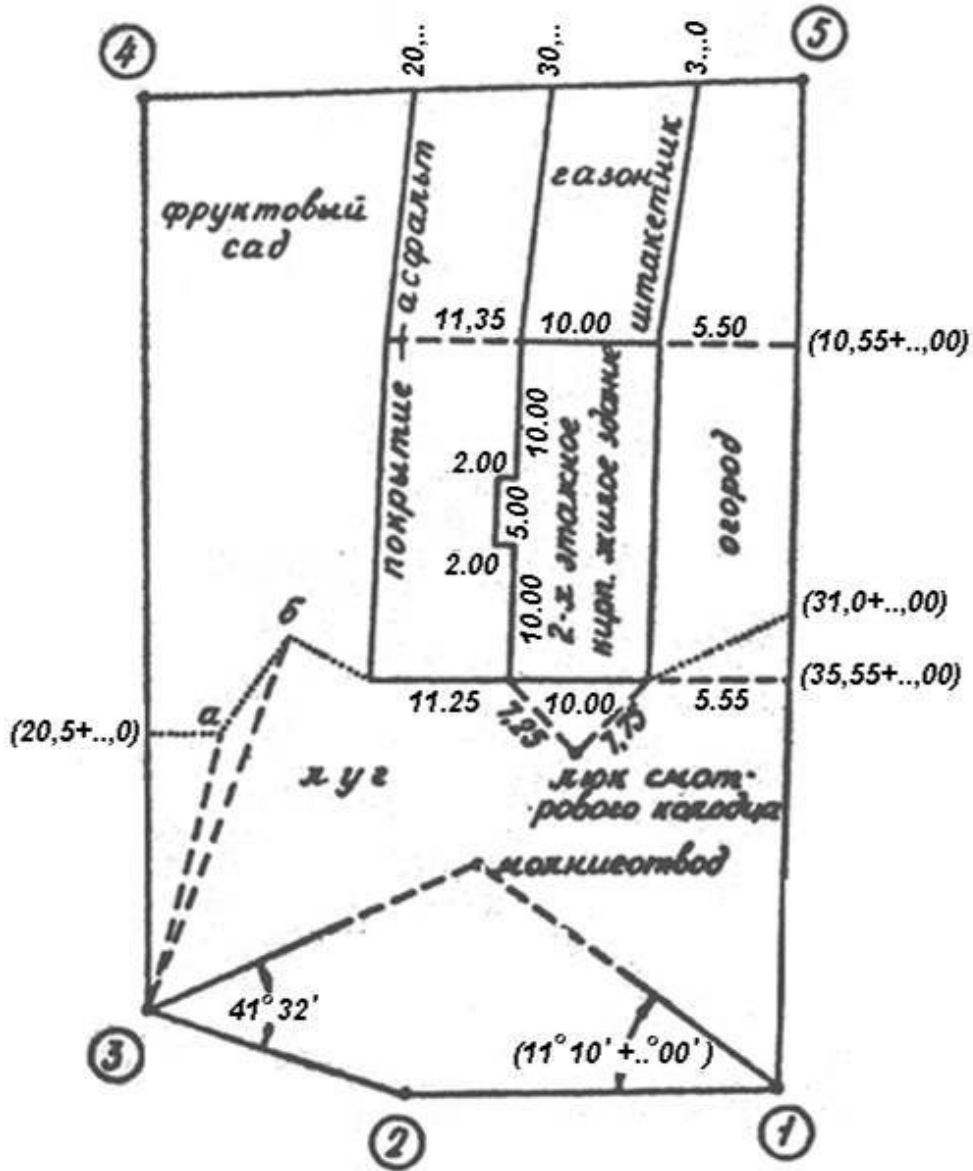 4
5
20,..
30,..
3.,.0
фруктовый
сад
газон
штакетник
покрытие – асфальт
11,35
10.00
5.50
(10,55+..,00)
10.00
2.00
5.00
2.00
10.00
2-х этажное
кирп. жилое здание
огород
(31,0+..,00)
б
11.25
10.00
5.55
(35,55+..,00)
7,25
7,75
(20,5+..,0)
а
луг
люк смот-
рового колодца
молниеотвод
41°32'
(11°10'+..°00')
3
2
1